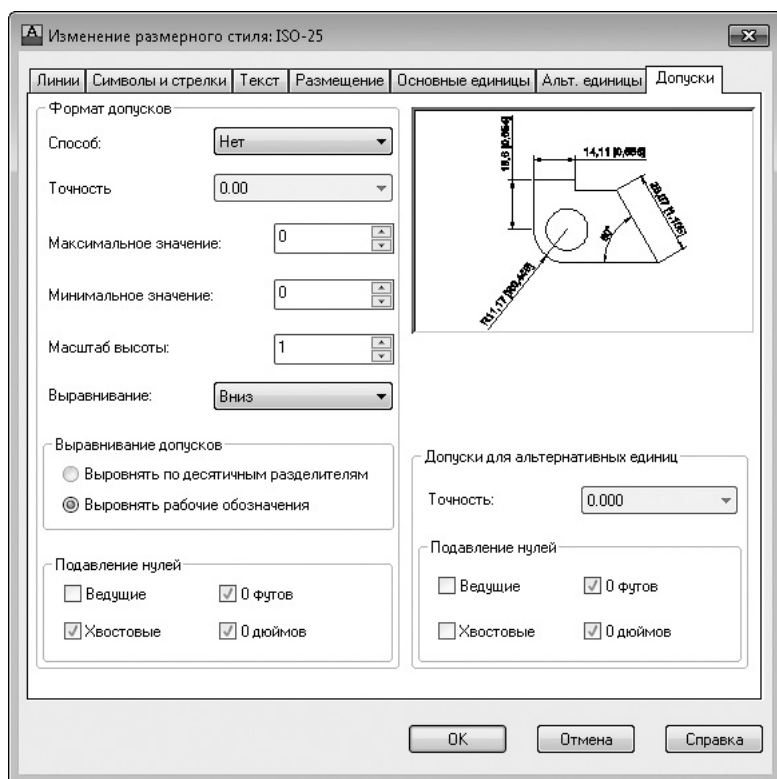 Изменение размерного стиля: ISO-25
Линии Символы и стрелки Текст Размещение Основные единицы Альт. единицы Допуски
Формат допусков
Способ: Нет
Точность 0.00
Максимальное значение: 0
Минимальное значение: 0
Масштаб высоты: 1
Выравнивание: Вниз
Выравнивание допусков
Выровнять по десятичным разделителям
Выровнять рабочие обозначения
Подавление нулей
Ведущие 0 футов
Хвостовые 0 дюймов
14,11
60°
R11,17
Допуски для альтернативных единиц
Точность: 0.000
Подавление нулей
Ведущие 0 футов
Хвостовые 0 дюймов
OK Отмена Справка